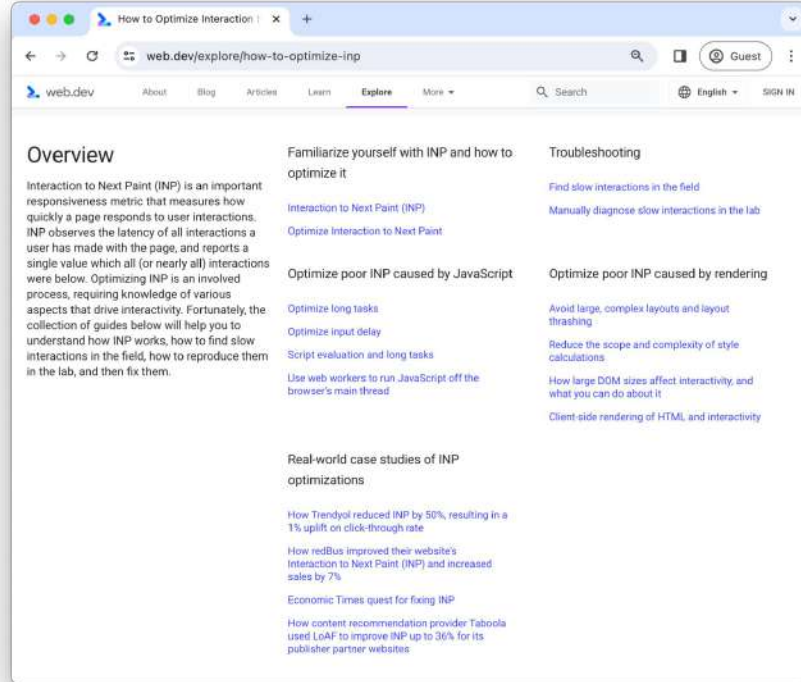 How to Optimize Interaction
web.dev/explore/how-to-optimize-inp
Guest
web.dev
About
Blog
Articles
Learn
Explore
More
Search
English
SIGN IN
Overview
Interaction to Next Paint (INP) is an important
responsiveness metric that measures how
quickly a page responds to user interactions.
INP observes the latency of all interactions a
user has made with the page, and reports a
single value which all (or nearly all) interactions
were below. Optimizing INP is an involved
process, requiring knowledge of various
aspects that drive interactivity. Fortunately, the
collection of guides below will help you to
understand how INP works, how to find slow
interactions in the field, how to reproduce them
in the lab, and then fix them.
Familiarize yourself with INP and how to
optimize it
Interaction to Next Paint (INP)
Optimize Interaction to Next Paint
Troubleshooting
Find slow interactions in the field
Manually diagnose slow interactions in the lab
Optimize poor INP caused by JavaScript
Optimize long tasks
Optimize input delay
Script evaluation and long tasks
Use web workers to run JavaScript off the
browser's main thread
Optimize poor INP caused by rendering
Avoid large, complex layouts and layout
thrashing
Reduce the scope and complexity of style
calculations
How large DOM sizes affect interactivity, and
what you can do about it
Client-side rendering of HTML and interactivity
Real-world case studies of INP
optimizations
How Trendyol reduced INP by 50%, resulting in a
1% uplift on click-through rate
How redBus improved their website's
Interaction to Next Paint (INP) and increased
sales by 7%
Economic Times quest for fixing INP
How content recommendation provider Taboola
used LoAF to improve INP up to 36% for its
publisher partner websites